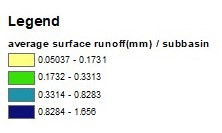 Legend
average surface runoff(mm) / subbasin
0.05037 - 0.1731
0.1732 - 0.3313
0.3314 - 0.8283
0.8284 - 1.656